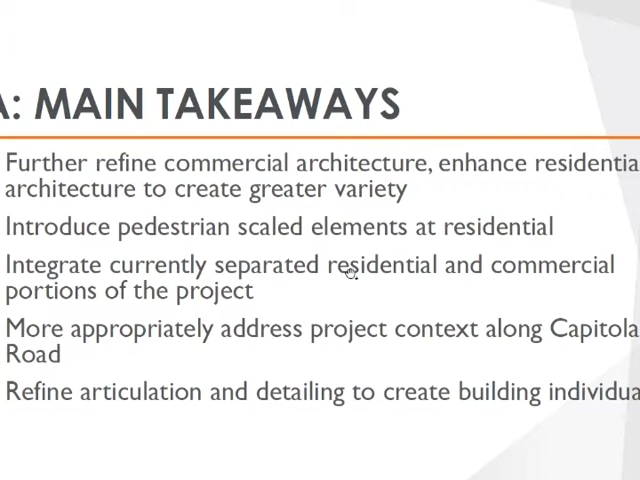 A: MAIN TAKEAWAYS
Further refine commercial architecture, enhance residentia
architecture to create greater variety
Introduce pedestrian scaled elements at residential
Integrate currently separated residential and commercial
portions of the project
More appropriately address project context along Capitola
Road
Refine articulation and detailing to create building individua